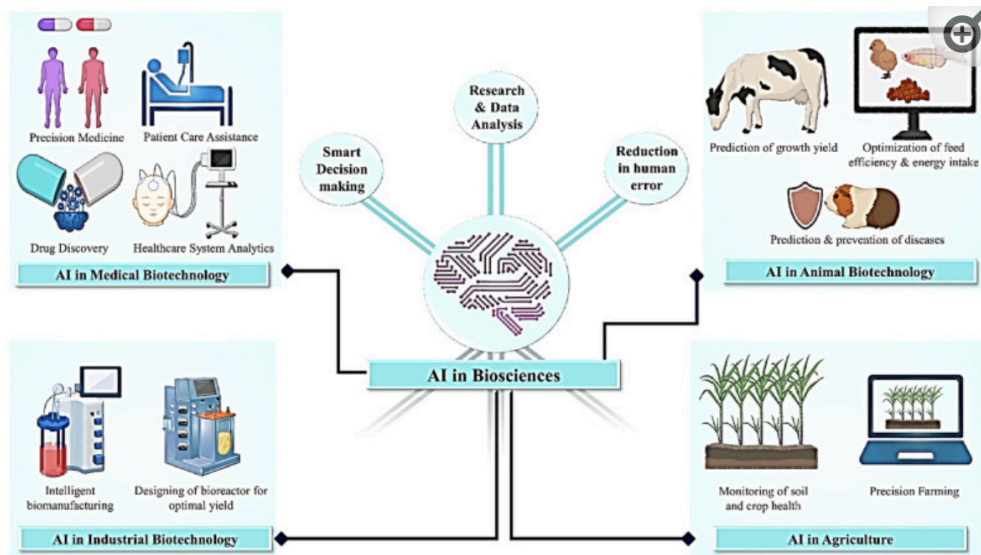 Precision Medicine
Patient Care Assistance
Drug Discovery
Healthcare System Analytics
AI in Medical Biotechnology
Smart
Decision
making
Research
& Data
Analysis
Reduction
in human
error
Prediction of growth yield
Optimization of feed
efficiency & energy intake
Prediction & prevention of diseases
AI in Animal Biotechnology
AI in Biosciences
Intelligent
biomanufacturing
Designing of bioreactor for
optimal yield
AI in Industrial Biotechnology
Monitoring of soil
and crop health
Precision Farming
AI in Agriculture